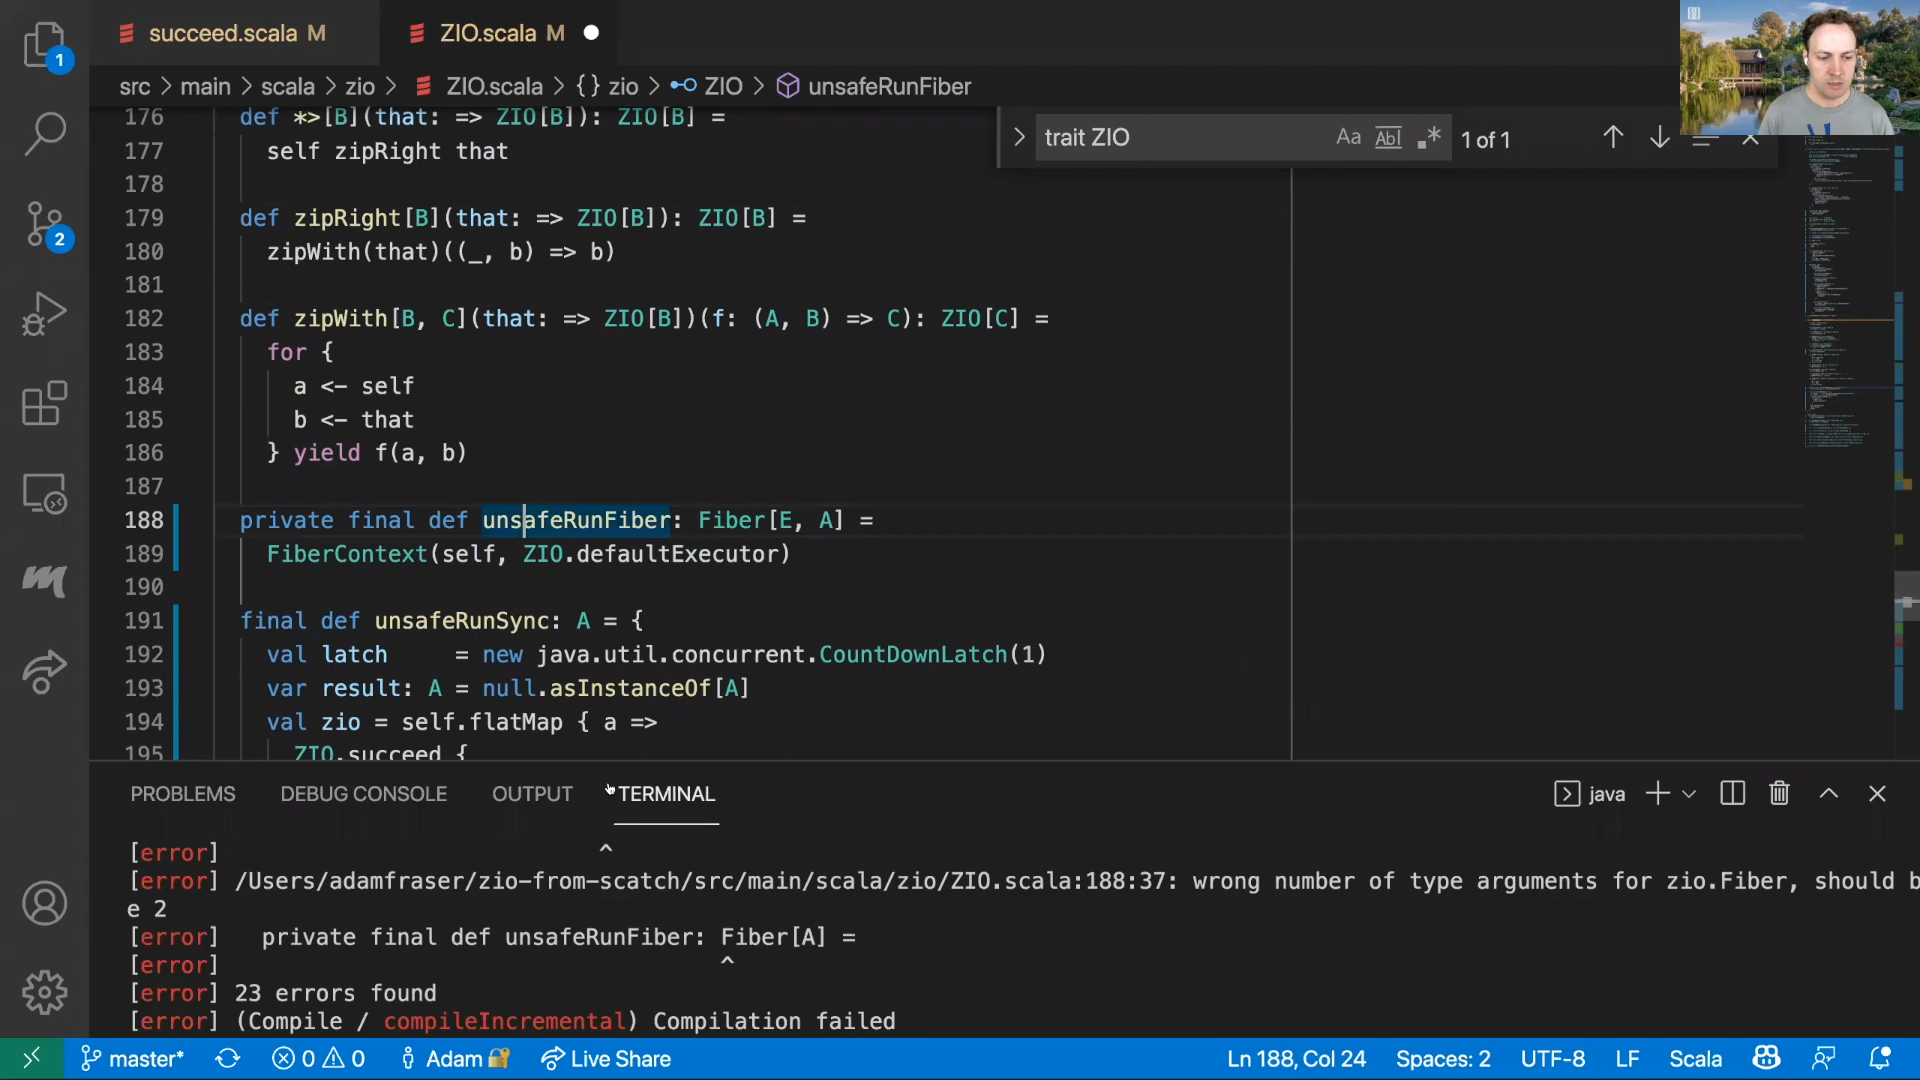 succeed.scala M
ZIO.scala M
1
src > main > scala > zio > ZIO.scala > {} zio > ZIO > unsafeRunFiber
trait ZIO
Aa Abl .* 1 of 1
2
176 def *>[B](that: => ZIO[B]): ZIO[B] =
177 self zipRight that
178
179 def zipRight[B](that: => ZIO[B]): ZIO[B] =
180 zipWith(that)((_, b) => b)
181
182 def zipWith[B, C](that: => ZIO[B])(f: (A, B) => C): ZIO[C] =
183 for {
184 a <- self
185 b <- that
186 } yield f(a, b)
187
188 private final def unsafeRunFiber: Fiber[E, A] =
189 FiberContext(self, ZIO.defaultExecutor)
190
191 final def unsafeRunSync: A = {
192 val latch = new java.util.concurrent.CountDownLatch(1)
193 var result: A = null.asInstanceOf[A]
194 val zio = self.flatMap { a =>
195 ZIO.succeed {
PROBLEMS DEBUG CONSOLE OUTPUT TERMINAL java
[error] ^
[error] /Users/adamfraser/zio-from-scatch/src/main/scala/zio/ZIO.scala:188:37: wrong number of type arguments for zio.Fiber, should b
e 2
[error] private final def unsafeRunFiber: Fiber[A] =
[error] ^
[error] 23 errors found
[error] (Compile / compileIncremental) Compilation failed
master* 0 0 Adam Live Share Ln 188, Col 24 Spaces: 2 UTF-8 LF Scala